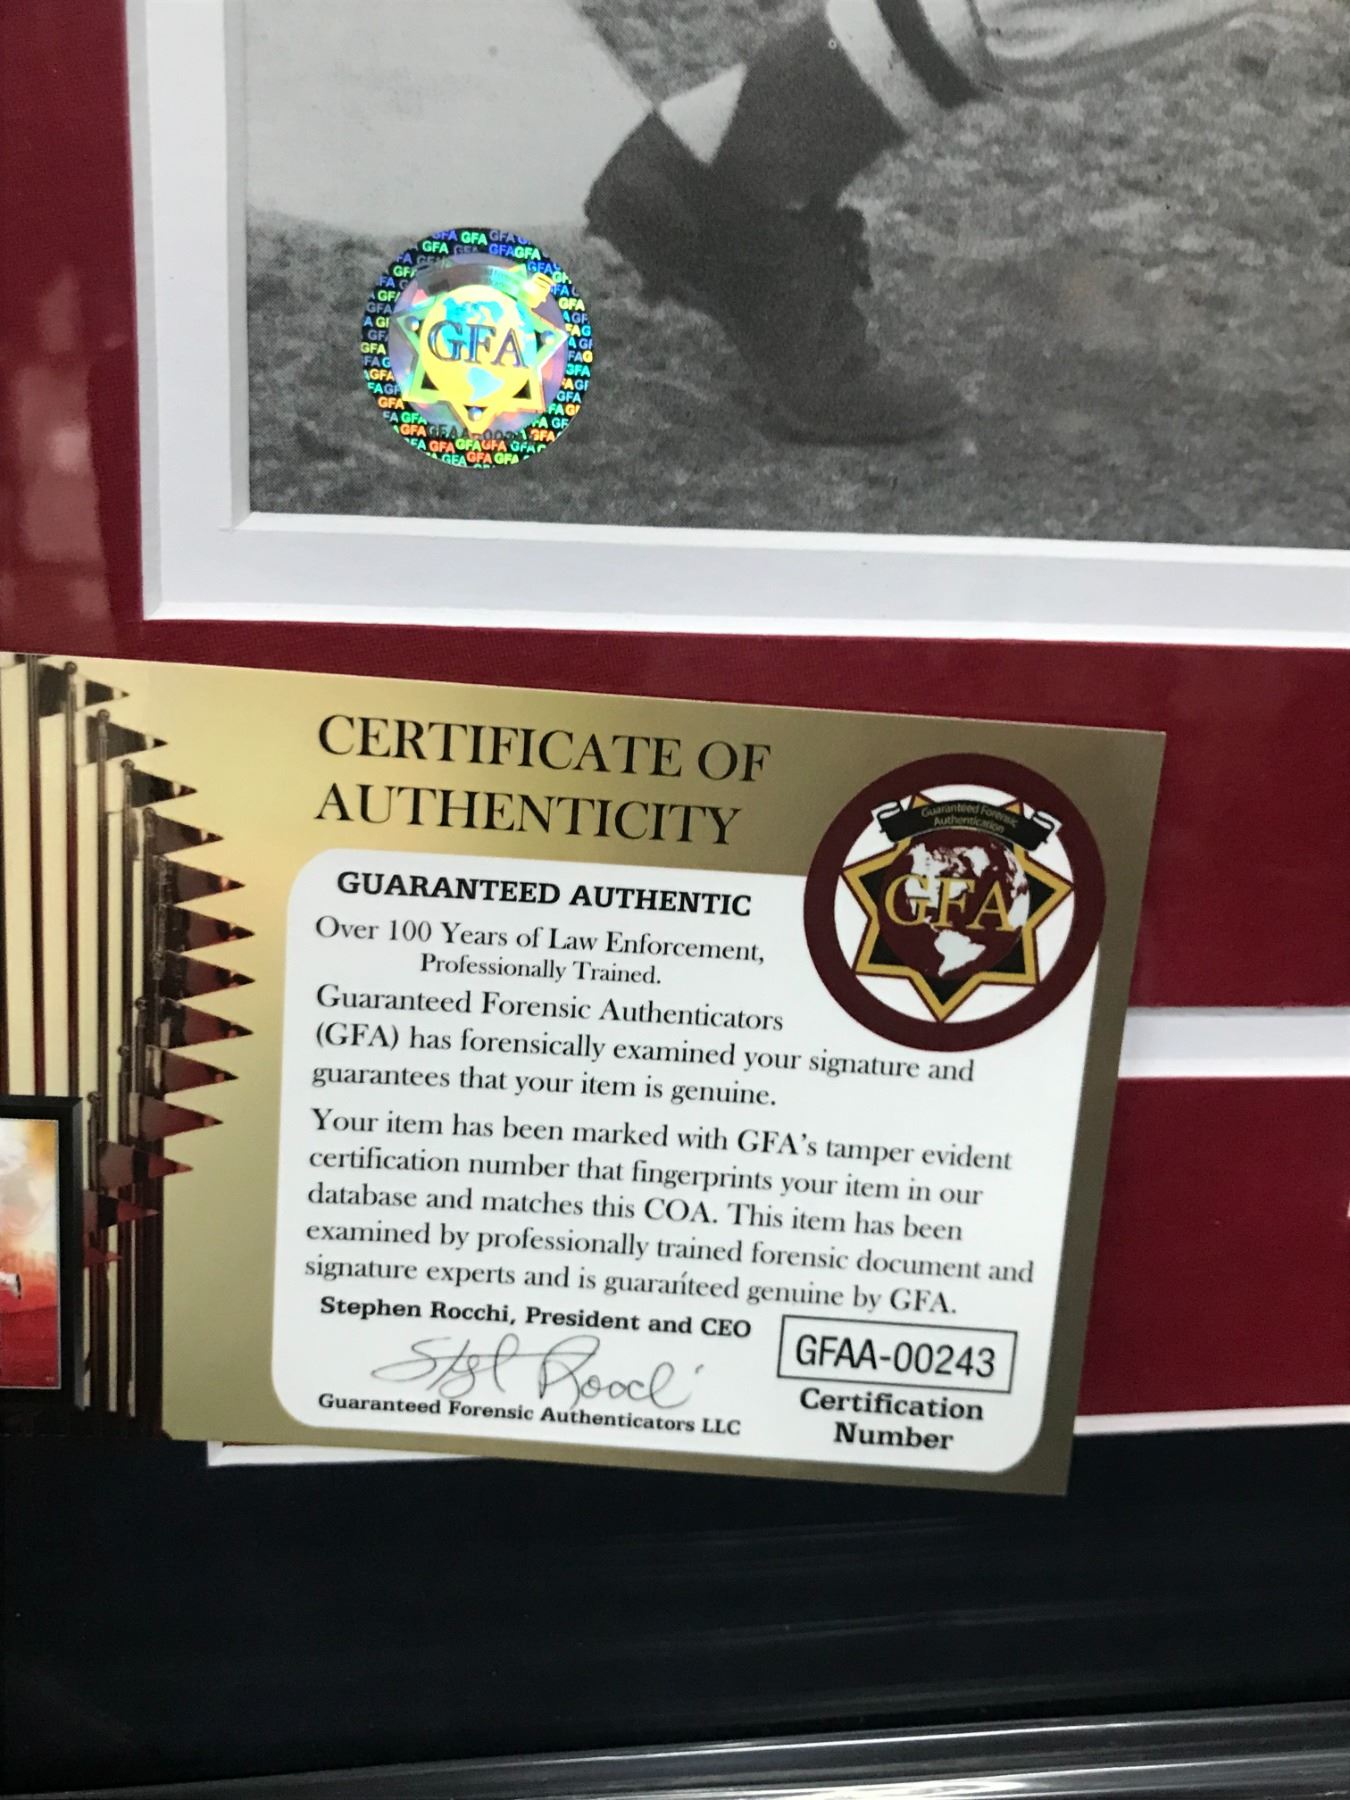 GFA
CERTIFICATE OF
AUTHENTICITY
Guaranteed Forensic
Authentication
GFA
GUARANTEED AUTHENTIC
Over 100 Years of Law Enforcement,
Professionally Trained.
Guaranteed Forensic Authenticators
(GFA) has forensically examined your signature and
guarantees that your item is genuine.
Your item has been marked with GFA's tamper evident
certification number that fingerprints your item in our
database and matches this COA. This item has been
examined by professionally trained forensic document and
signature experts and is guaranteed genuine by GFA.
Stephen Rocchi, President and CEO
Guaranteed Forensic Authenticators LLC
GFAA-00243
Certification
Number